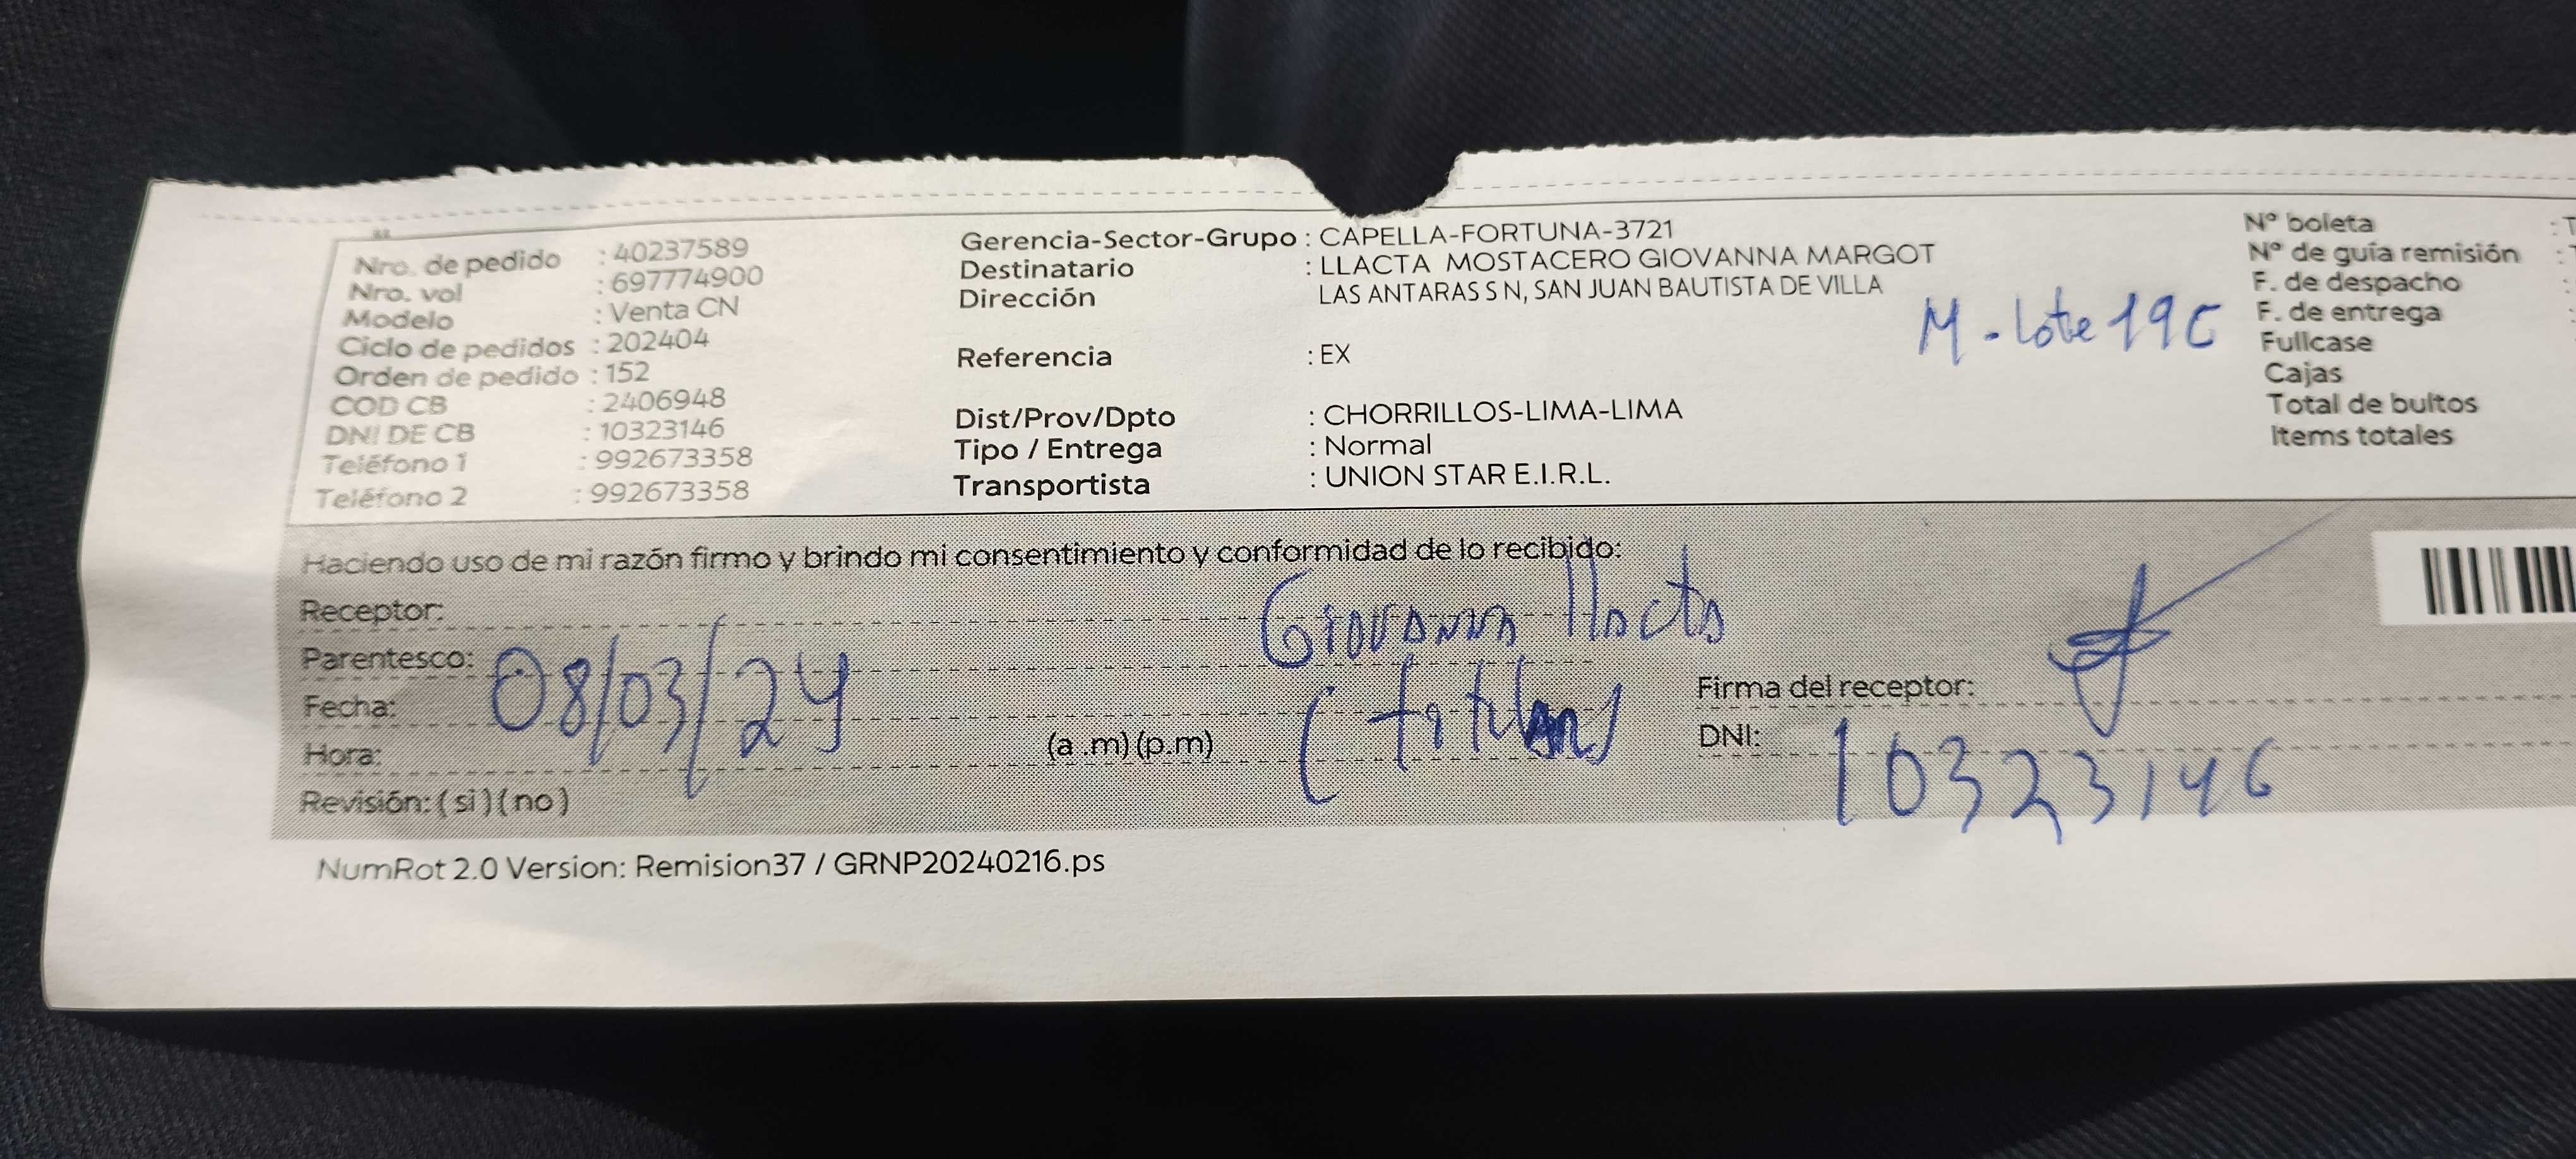 Nro. de pedido : 40237589
Nro. vol : 697774900
Modelo : Venta CN
Ciclo de pedidos : 202404
Orden de pedido : 152
COD CB : 2406948
DNI DE CB : 10323146
Teléfono 1 : 992673358
Teléfono 2 : 992673358
Gerencia-Sector-Grupo : CAPELLA-FORTUNA-3721
Destinatario : LLACTA MOSTACERO GIOVANNA MARGOT
Dirección LAS ANTARAS S N, SAN JUAN BAUTISTA DE VILLA
M - lote 19C
Referencia : EX
Dist/Prov/Dpto : CHORRILLOS-LIMA-LIMA
Tipo / Entrega : Normal
Transportista : UNION STAR E.I.R.L.
N° boleta : T
N° de guía remisión :
F. de despacho :
F. de entrega :
Fullcase
Cajas
Total de bultos
Items totales
Haciendo uso de mi razón firmo y brindo mi consentimiento y conformidad de lo recibido:
Receptor: Giovanna llacta
Parentesco:
Fecha: 08/03/24
Hora: (a .m) (p.m)
Revisión: ( si ) ( no )
Firma del receptor:
DNI: 10323146
NumRot 2.0 Version: Remision37 / GRNP20240216.ps